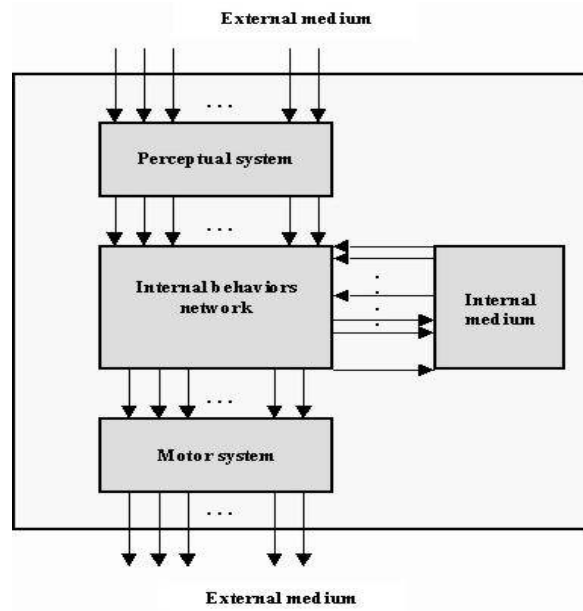 External medium
Perceptual system
Internal behaviors
network
Internal
medium
Motor system
External medium